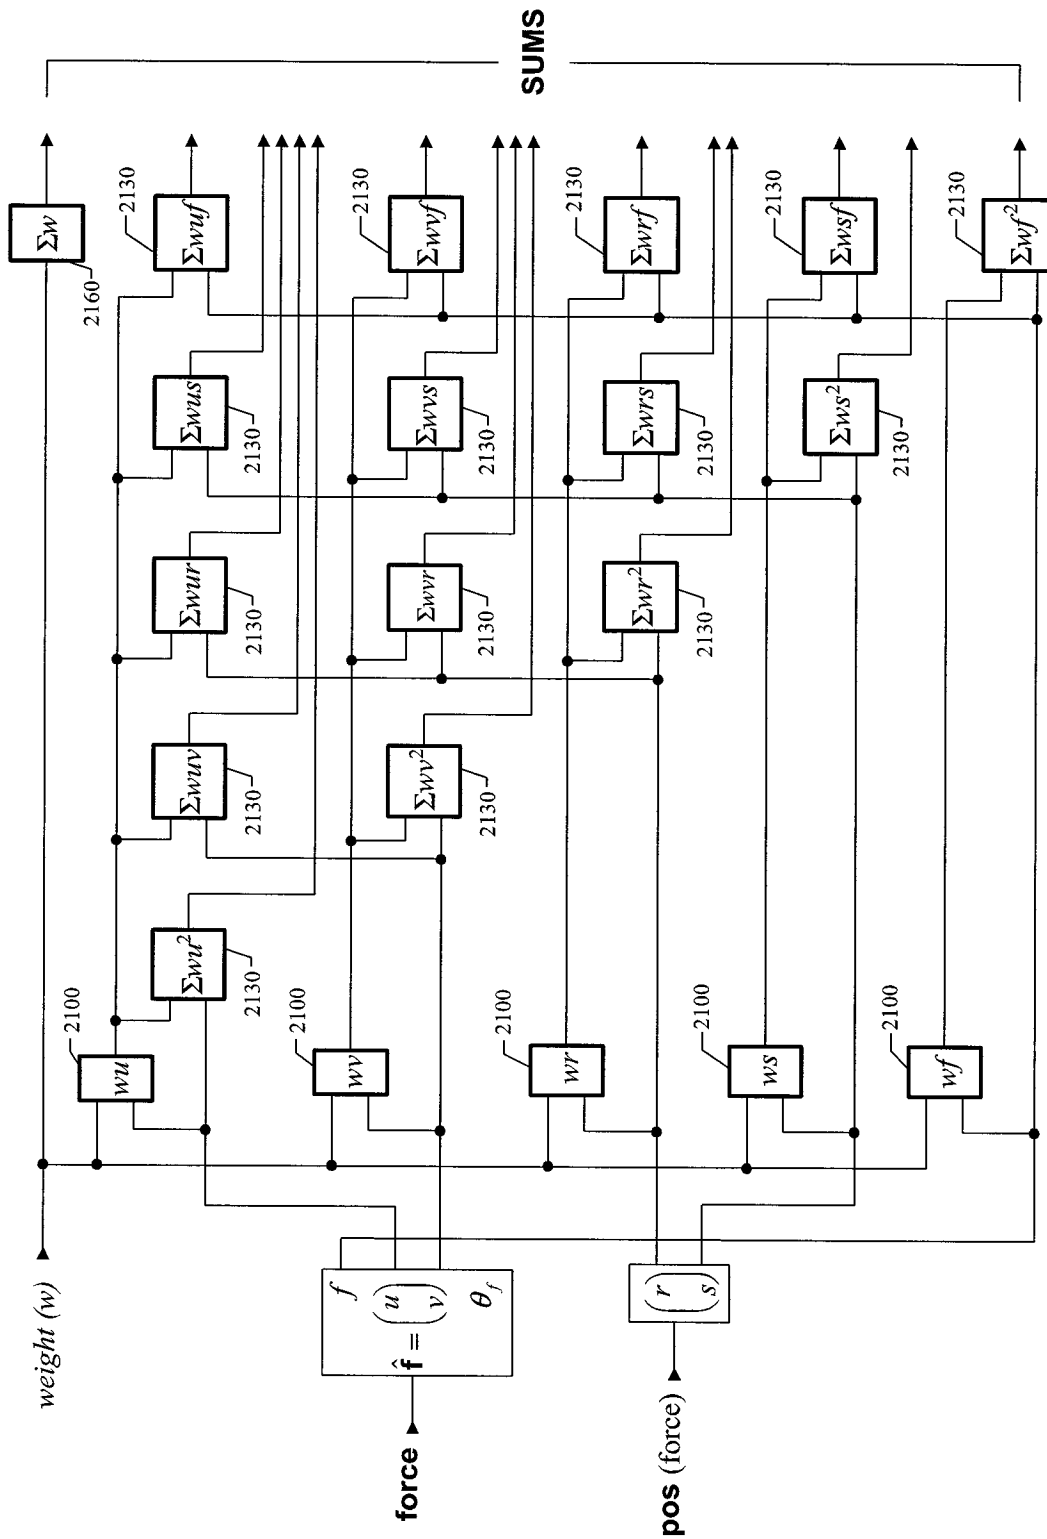 weight (w)
Σw
2160
SUMS
2100
wu
Σwu²
2130
Σwuv
2130
Σwur
2130
Σwus
2130
Σwuf
2130
force
f̂ =
f
(u
v)
θf
2100
wv
Σwv²
2130
Σwvr
2130
Σwvs
2130
Σwvf
2130
pos (force)
(r
s)
2100
wr
Σwr²
2130
Σwrs
2130
Σwrf
2130
2100
ws
Σws²
2130
Σwsf
2130
2100
wf
Σwf²
2130